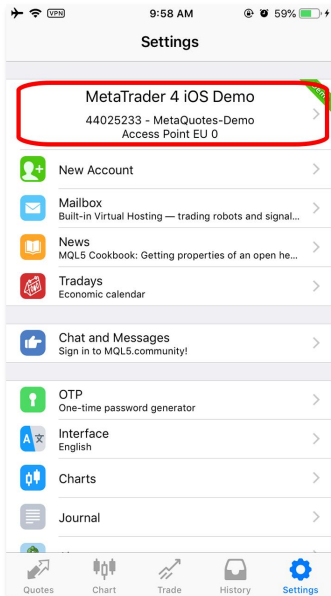 VPN
9:58 AM
59%
Settings
Demo
MetaTrader 4 iOS Demo
44025233 - MetaQuotes-Demo
Access Point EU 0
New Account
Mailbox
Built-in Virtual Hosting — trading robots and signal...
News
MQL5 Cookbook: Getting properties of an open he...
Tradays
Economic calendar
Chat and Messages
Sign in to MQL5.community!
OTP
One-time password generator
Interface
English
Charts
Journal
Quotes
Chart
Trade
History
Settings